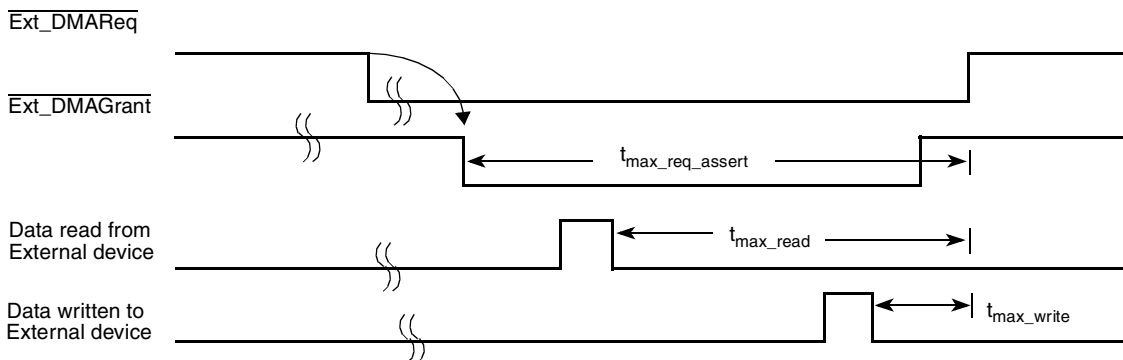 Ext_DMAReq
Ext_DMAGrant
tmax_req_assert
Data read from
External device
tmax_read
Data written to
External device
tmax_write